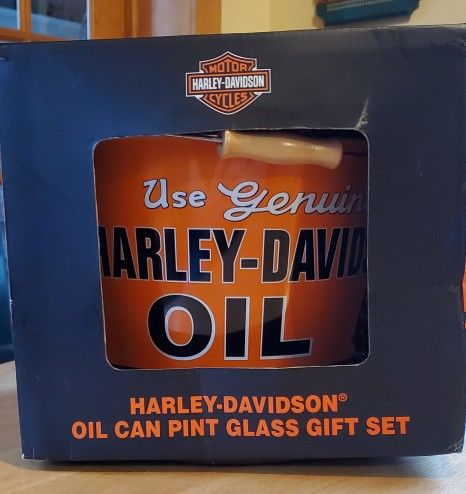 MOTOR
HARLEY-DAVIDSON
CYCLES
Use Genuin
HARLEY-DAVID
OIL
HARLEY-DAVIDSON®
OIL CAN PINT GLASS GIFT SET